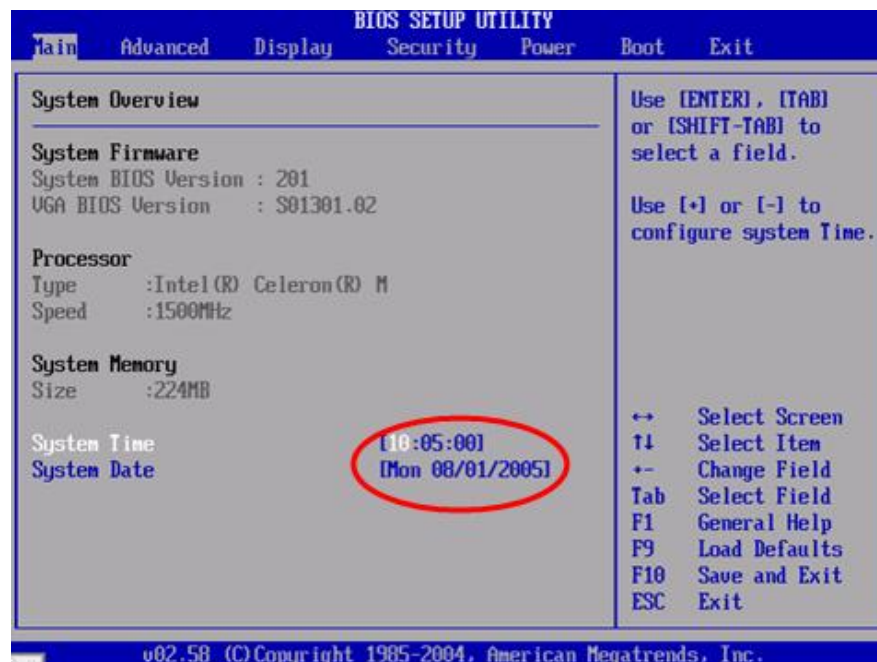 BIOS SETUP UTILITY
Main Advanced Display Security Power Boot Exit
System Overview
System Firmware
System BIOS Version : 201
VGA BIOS Version : S01301.02
Processor
Type :Intel(R) Celeron(R) M
Speed :1500MHz
System Memory
Size :224MB
System Time [10:05:00]
System Date [Mon 08/01/2005]
Use [ENTER], [TAB]
or [SHIFT-TAB] to
select a field.
Use [+] or [-] to
configure system Time.
↔ Select Screen
↑↓ Select Item
+- Change Field
Tab Select Field
F1 General Help
F9 Load Defaults
F10 Save and Exit
ESC Exit
v02.58 (C)Copyright 1985-2004, American Megatrends, Inc.